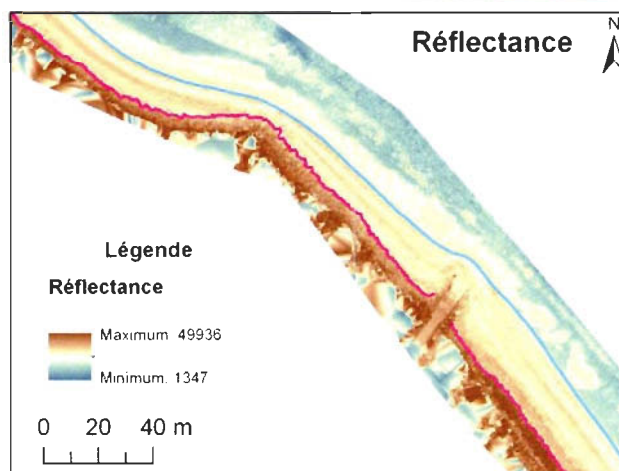 Réflectance
N
Légende
Réflectance
Maximum 49936
Minimum. 1347
0 20 40 m